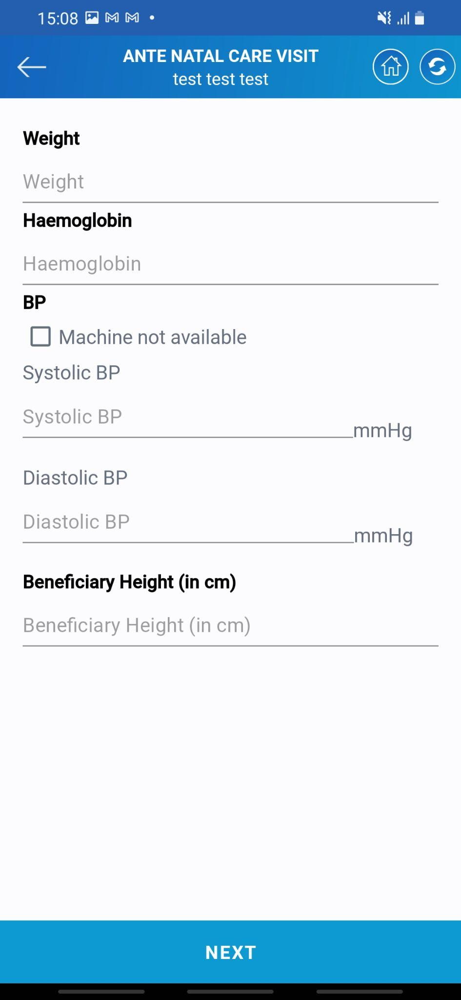 15:08
ANTE NATAL CARE VISIT
test test test
Weight
Weight
Haemoglobin
Haemoglobin
BP
Machine not available
Systolic BP
Systolic BP
mmHg
Diastolic BP
Diastolic BP
mmHg
Beneficiary Height (in cm)
Beneficiary Height (in cm)
NEXT